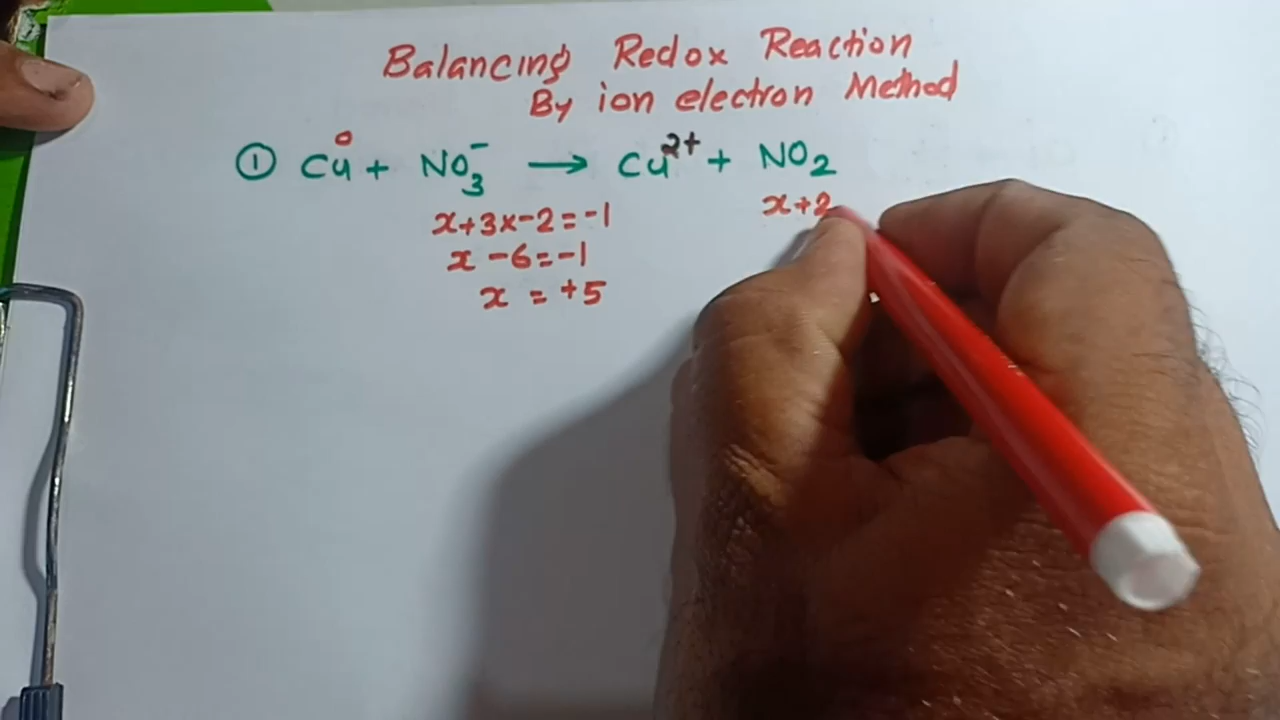 Balancing Redox Reaction
By ion electron Method
① Cu⁰ + NO₃⁻ → Cu²⁺ + NO₂
x+3x-2=-1
x+2
x -6=-1
x = +5